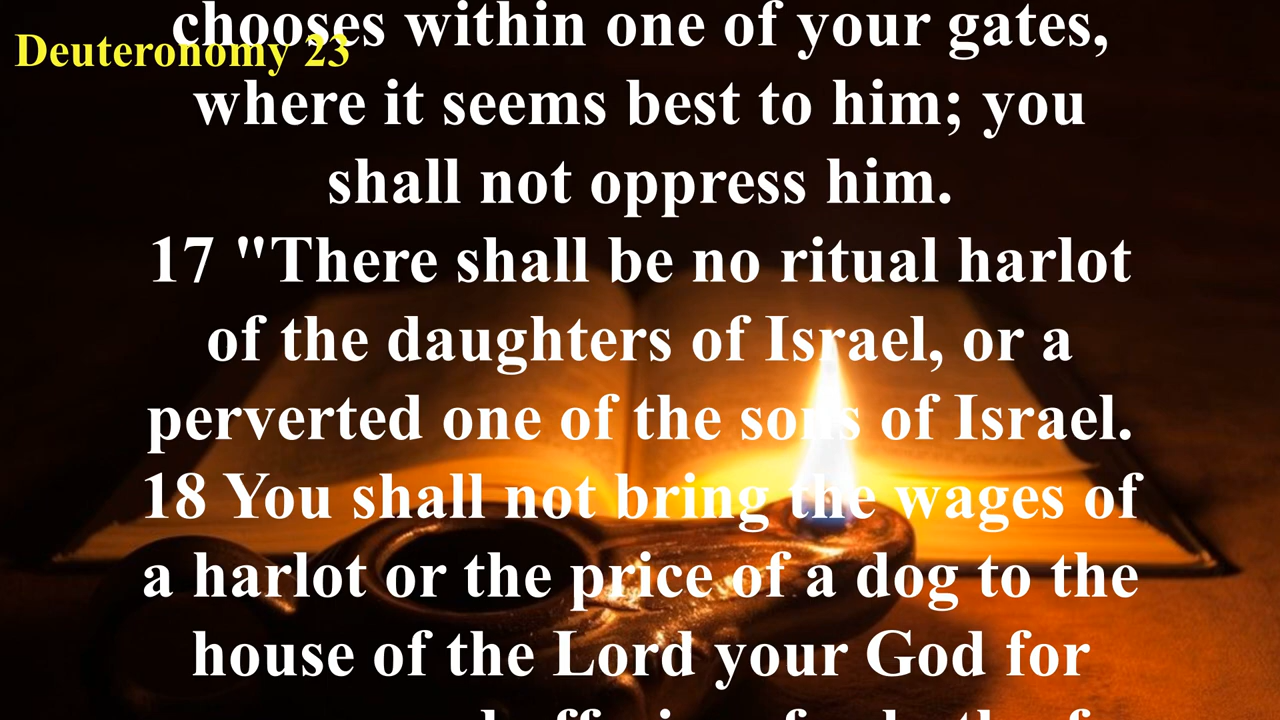 Deuteronomy 23
chooses within one of your gates,
where it seems best to him; you
shall not oppress him.
17 "There shall be no ritual harlot
of the daughters of Israel, or a
perverted one of the sons of Israel.
18 You shall not bring the wages of
a harlot or the price of a dog to the
house of the Lord your God for